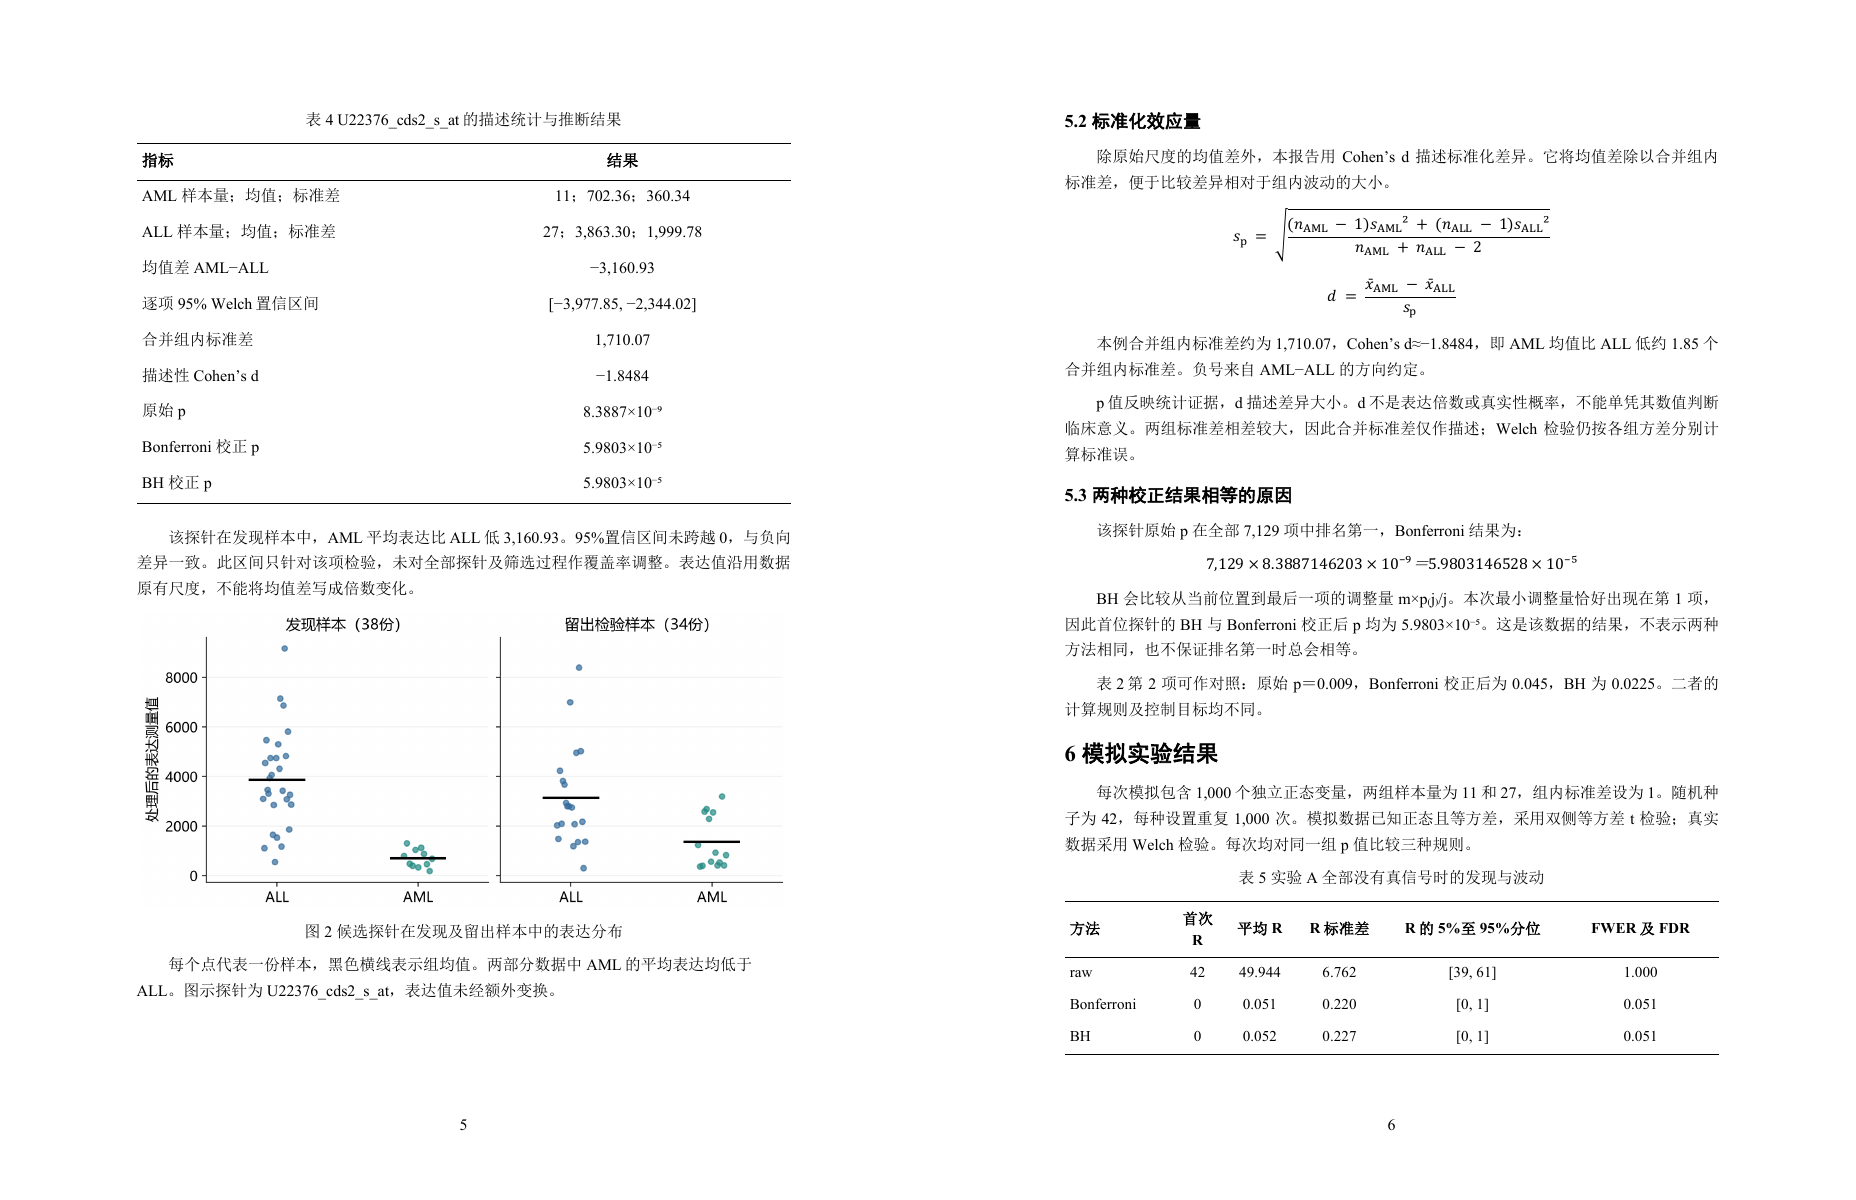 表 4 U22376_cds2_s_at 的描述统计与推断结果
指标 结果
AML 样本量；均值；标准差 11；702.36；360.34
ALL 样本量；均值；标准差 27；3,863.30；1,999.78
均值差 AML−ALL −3,160.93
逐项 95% Welch 置信区间 [−3,977.85, −2,344.02]
合并组内标准差 1,710.07
描述性 Cohen’s d −1.8484
原始 p 8.3887×10⁻⁹
Bonferroni 校正 p 5.9803×10⁻⁵
BH 校正 p 5.9803×10⁻⁵
该探针在发现样本中，AML 平均表达比 ALL 低 3,160.93。95%置信区间未跨越 0，与负向
差异一致。此区间只针对该项检验，未对全部探针及筛选过程作覆盖率调整。表达值沿用数据
原有尺度，不能将均值差写成倍数变化。
发现样本（38份） 留出检验样本（34份）
处理后的表达测量值
8000
6000
4000
2000
0
ALL AML ALL AML
图 2 候选探针在发现及留出样本中的表达分布
每个点代表一份样本，黑色横线表示组均值。两部分数据中 AML 的平均表达均低于
ALL。图示探针为 U22376_cds2_s_at，表达值未经额外变换。
5
5.2 标准化效应量
除原始尺度的均值差外，本报告用 Cohen’s d 描述标准化差异。它将均值差除以合并组内
标准差，便于比较差异相对于组内波动的大小。
s_p = √(((n_AML − 1)s_AML² + (n_ALL − 1)s_ALL²) / (n_AML + n_ALL − 2))
d = (x̄_AML − x̄_ALL) / s_p
本例合并组内标准差约为 1,710.07，Cohen’s d≈−1.8484，即 AML 均值比 ALL 低约 1.85 个
合并组内标准差。负号来自 AML−ALL 的方向约定。
p 值反映统计证据，d 描述差异大小。d 不是表达倍数或真实性概率，不能单凭其数值判断
临床意义。两组标准差相差较大，因此合并标准差仅作描述；Welch 检验仍按各组方差分别计
算标准误。
5.3 两种校正结果相等的原因
该探针原始 p 在全部 7,129 项中排名第一，Bonferroni 结果为：
7,129 × 8.3887146203 × 10⁻⁹ ＝5.9803146528 × 10⁻⁵
BH 会比较从当前位置到最后一项的调整量 m×p₍j₎/j。本次最小调整量恰好出现在第 1 项，
因此首位探针的 BH 与 Bonferroni 校正后 p 均为 5.9803×10⁻⁵。这是该数据的结果，不表示两种
方法相同，也不保证排名第一时总会相等。
表 2 第 2 项可作对照：原始 p＝0.009，Bonferroni 校正后为 0.045，BH 为 0.0225。二者的
计算规则及控制目标均不同。
6 模拟实验结果
每次模拟包含 1,000 个独立正态变量，两组样本量为 11 和 27，组内标准差设为 1。随机种
子为 42，每种设置重复 1,000 次。模拟数据已知正态且等方差，采用双侧等方差 t 检验；真实
数据采用 Welch 检验。每次均对同一组 p 值比较三种规则。
表 5 实验 A 全部没有真信号时的发现与波动
方法 首次 R 平均 R R 标准差 R 的 5%至 95%分位 FWER 及 FDR
raw 42 49.944 6.762 [39, 61] 1.000
Bonferroni 0 0.051 0.220 [0, 1] 0.051
BH 0 0.052 0.227 [0, 1] 0.051
6